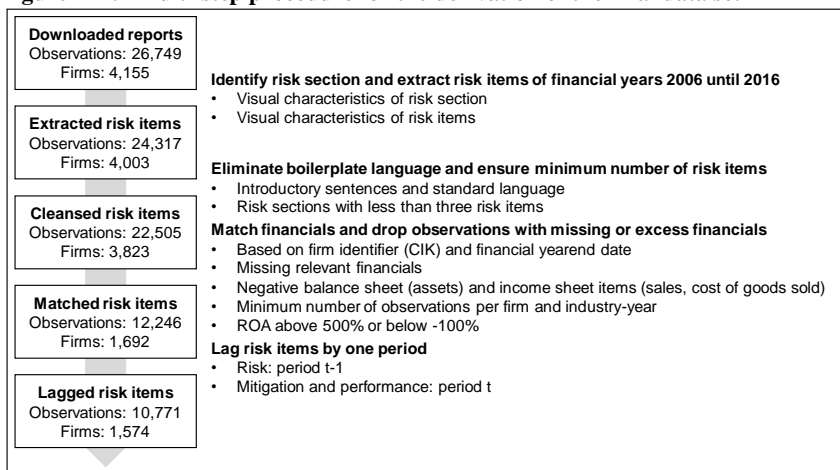 Downloaded reports
Observations: 26,749
Firms: 4,155
Identify risk section and extract risk items of financial years 2006 until 2016
• Visual characteristics of risk section
• Visual characteristics of risk items
Extracted risk items
Observations: 24,317
Firms: 4,003
Eliminate boilerplate language and ensure minimum number of risk items
• Introductory sentences and standard language
• Risk sections with less than three risk items
Cleansed risk items
Observations: 22,505
Firms: 3,823
Match financials and drop observations with missing or excess financials
• Based on firm identifier (CIK) and financial yearend date
• Missing relevant financials
• Negative balance sheet (assets) and income sheet items (sales, cost of goods sold)
• Minimum number of observations per firm and industry-year
• ROA above 500% or below -100%
Matched risk items
Observations: 12,246
Firms: 1,692
Lag risk items by one period
• Risk: period t-1
• Mitigation and performance: period t
Lagged risk items
Observations: 10,771
Firms: 1,574